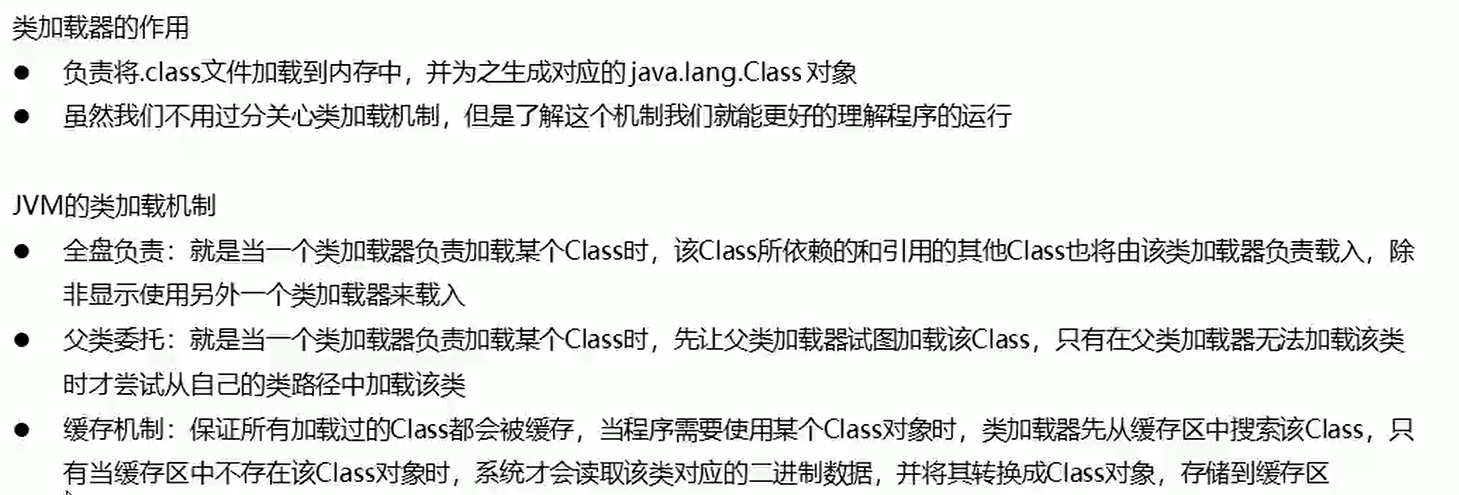 类加载器的作用
● 负责将.class文件加载到内存中，并为之生成对应的 java.lang.Class 对象
● 虽然我们不用过分关心类加载机制，但是了解这个机制我们就能更好的理解程序的运行
JVM的类加载机制
● 全盘负责：就是当一个类加载器负责加载某个Class时，该Class所依赖的和引用的其他Class也将由该类加载器负责载入，除
非显示使用另外一个类加载器来载入
● 父类委托：就是当一个类加载器负责加载某个Class时，先让父类加载器试图加载该Class，只有在父类加载器无法加载该类
时才尝试从自己的类路径中加载该类
● 缓存机制：保证所有加载过的Class都会被缓存，当程序需要使用某个Class对象时，类加载器先从缓存区中搜索该Class，只
有当缓存区中不存在该Class对象时，系统才会读取该类对应的二进制数据，并将其转换成Class对象，存储到缓存区